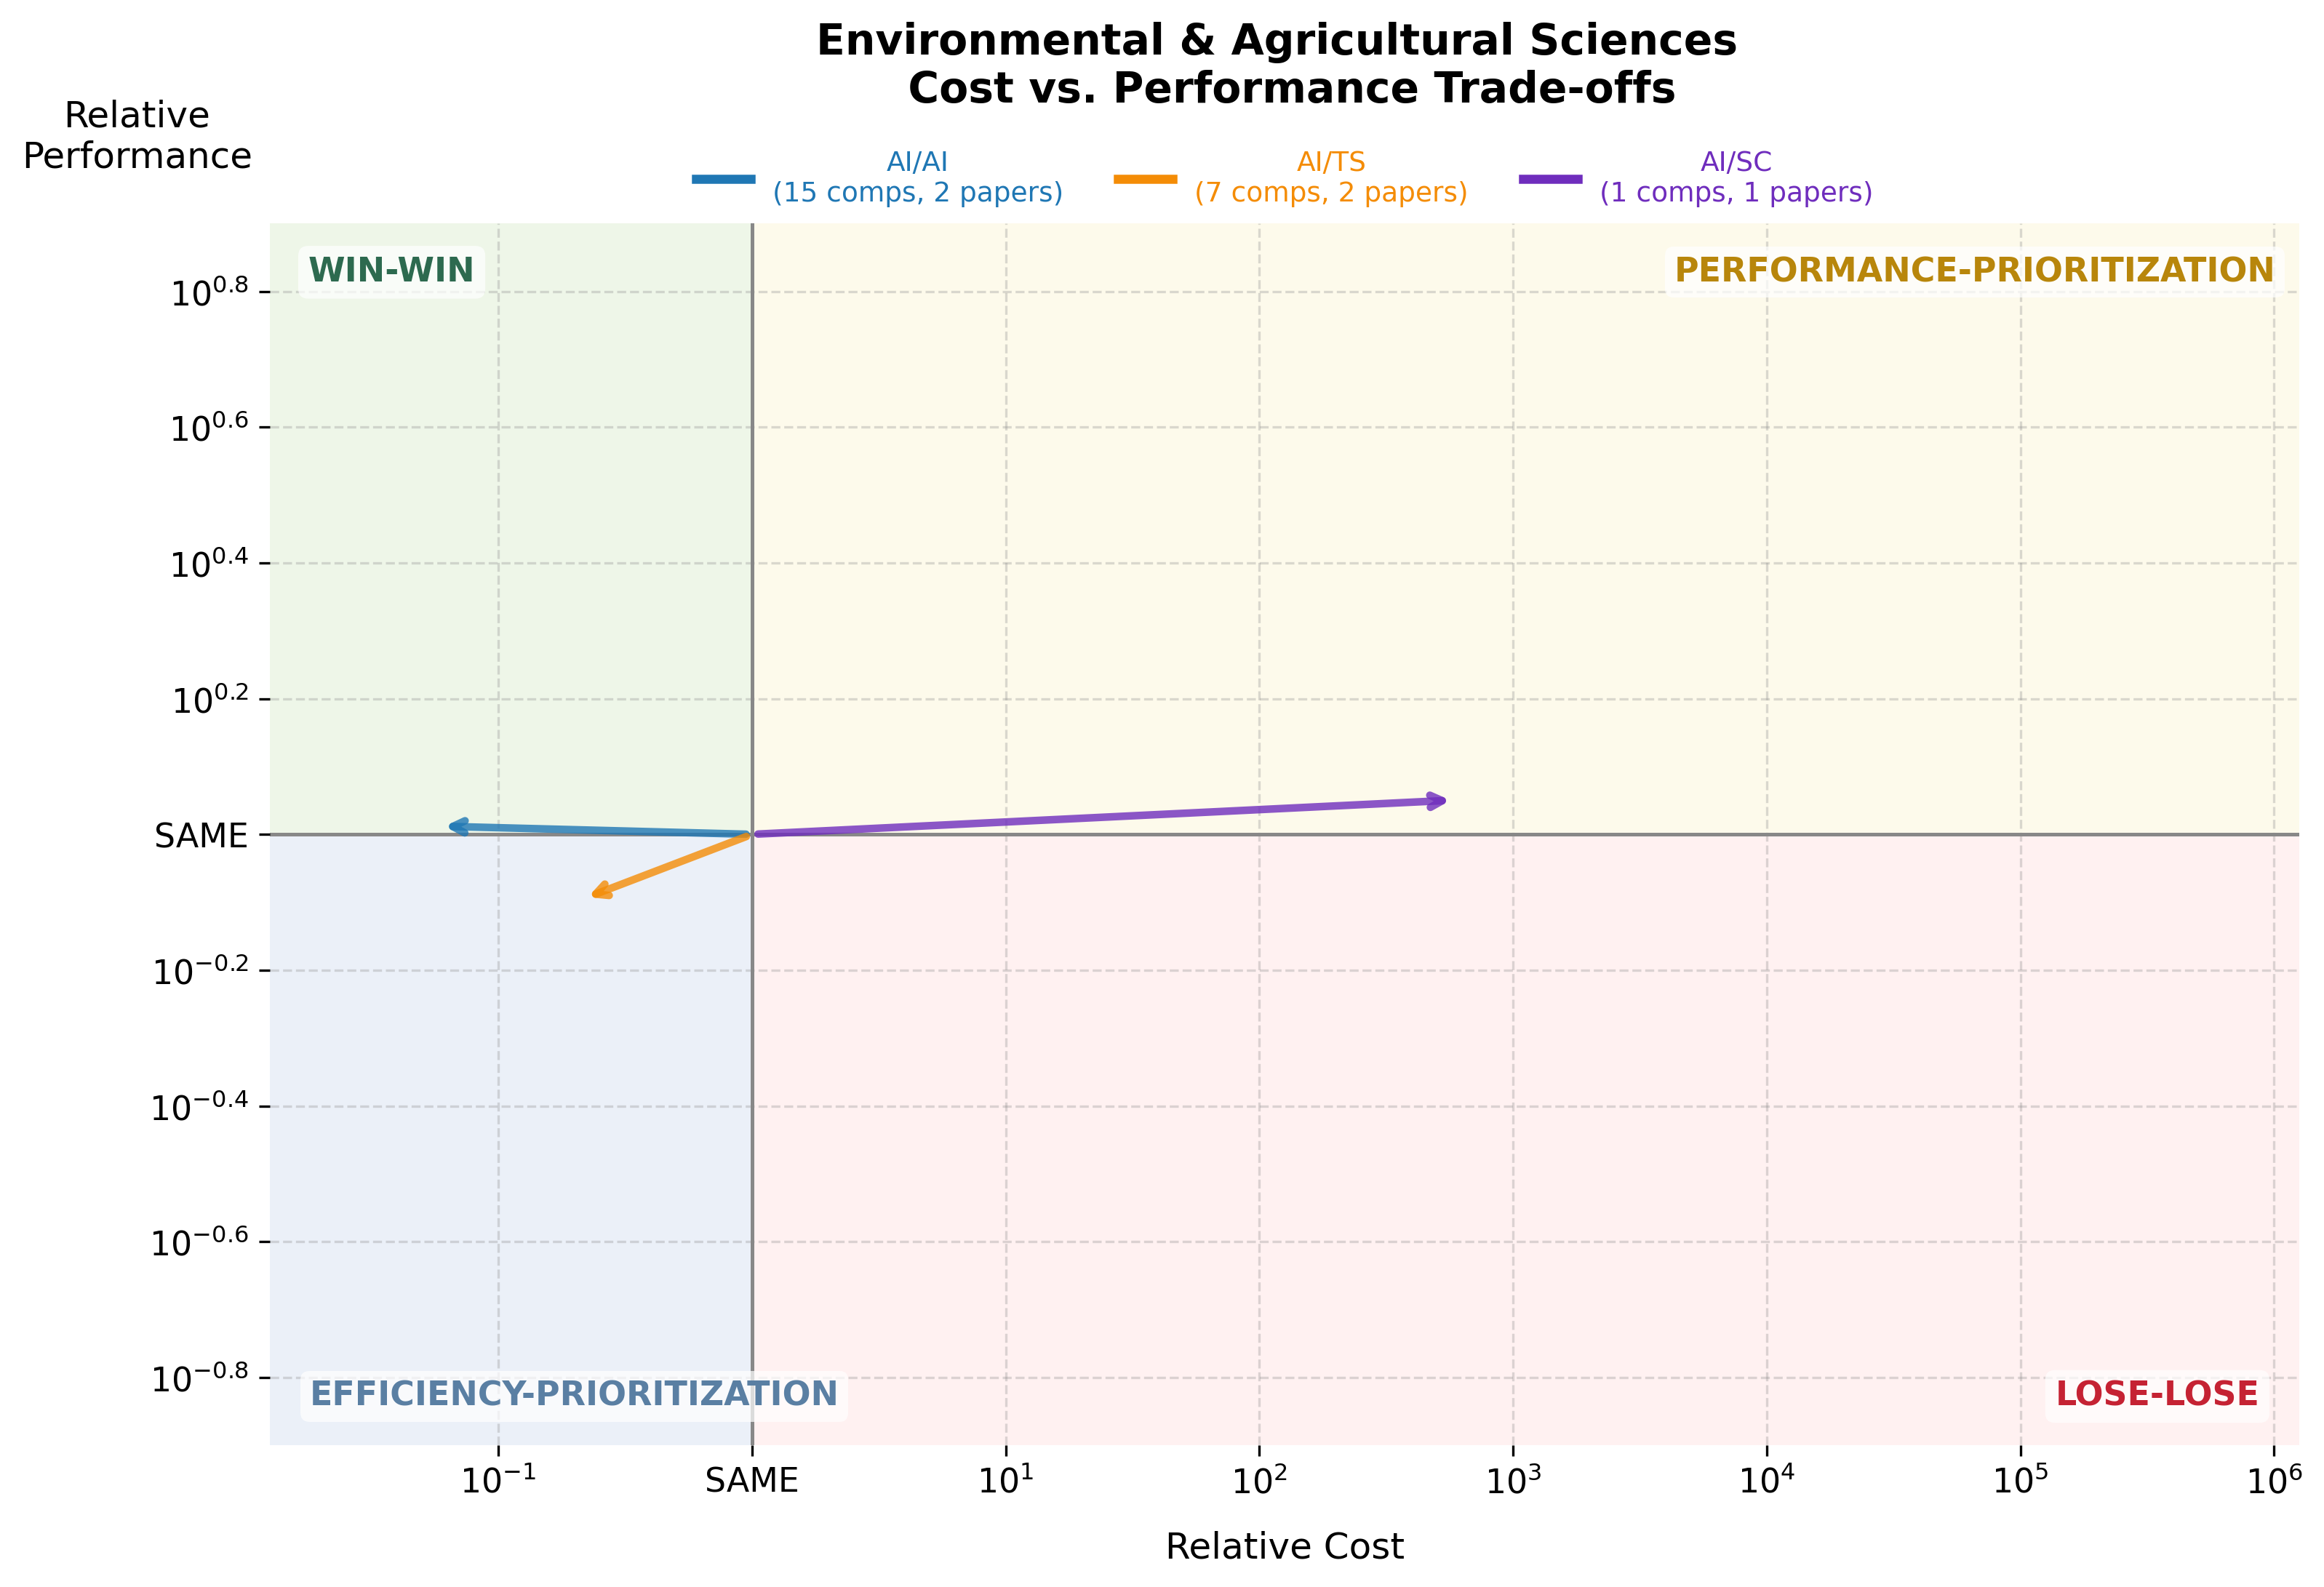 Environmental & Agricultural Sciences
Cost vs. Performance Trade-offs
Relative
Performance
AI/AI
(15 comps, 2 papers)
AI/TS
(7 comps, 2 papers)
AI/SC
(1 comps, 1 papers)
WIN-WIN
PERFORMANCE-PRIORITIZATION
10^0.8
10^0.6
10^0.4
10^0.2
SAME
10^−0.2
10^−0.4
10^−0.6
10^−0.8
EFFICIENCY-PRIORITIZATION
LOSE-LOSE
10^−1 SAME 10^1 10^2 10^3 10^4 10^5 10^6
Relative Cost